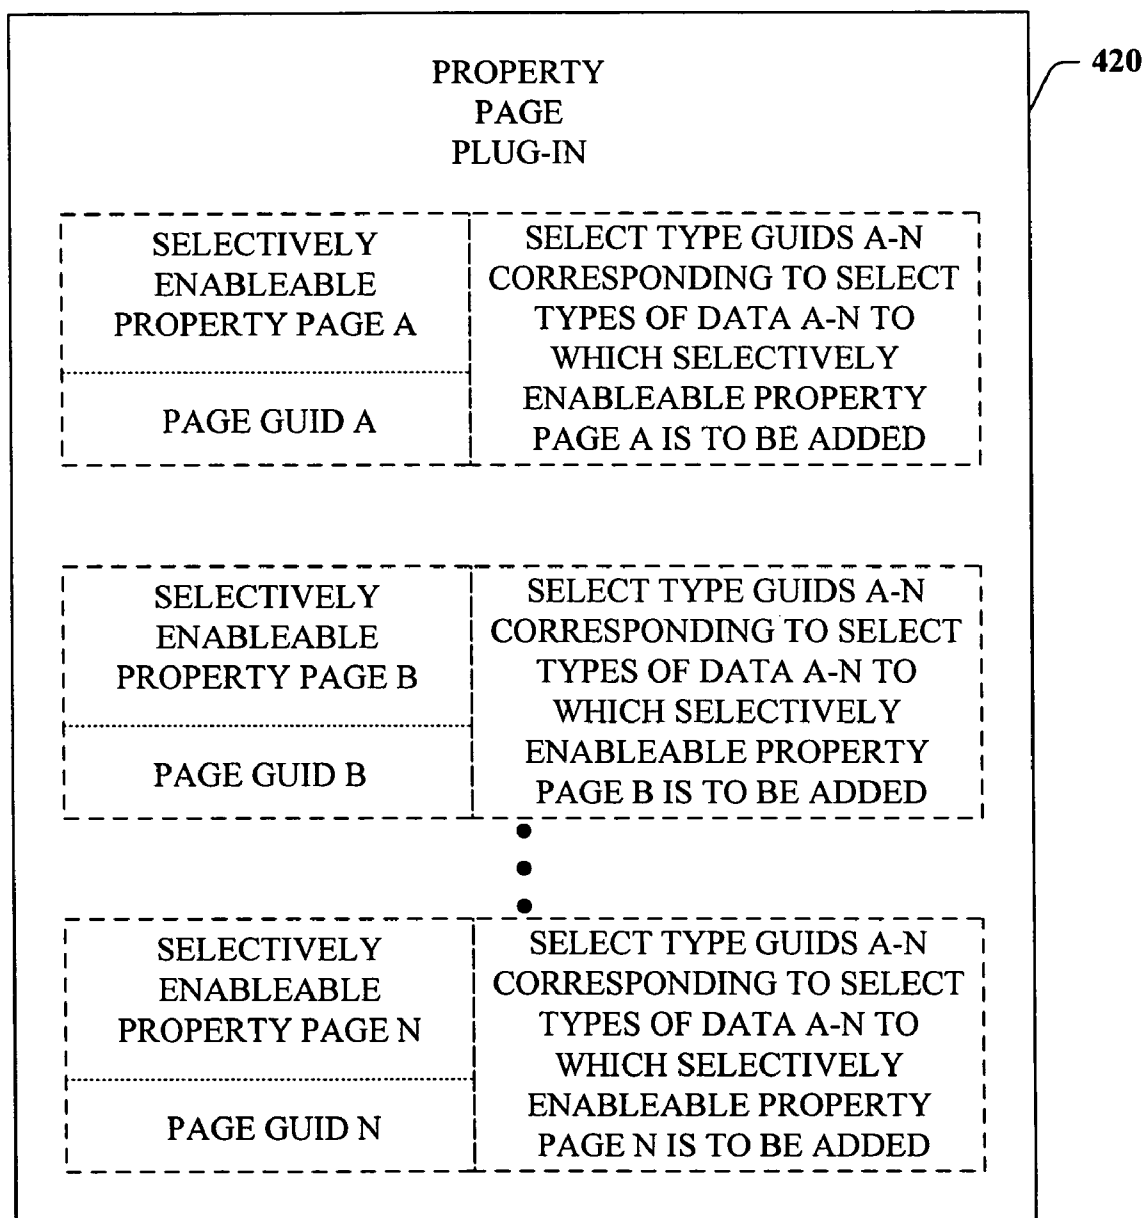 PROPERTY
PAGE
PLUG-IN
420
SELECTIVELY
ENABLEABLE
PROPERTY PAGE A
PAGE GUID A
SELECT TYPE GUIDS A-N
CORRESPONDING TO SELECT
TYPES OF DATA A-N TO
WHICH SELECTIVELY
ENABLEABLE PROPERTY
PAGE A IS TO BE ADDED
SELECTIVELY
ENABLEABLE
PROPERTY PAGE B
PAGE GUID B
SELECT TYPE GUIDS A-N
CORRESPONDING TO SELECT
TYPES OF DATA A-N TO
WHICH SELECTIVELY
ENABLEABLE PROPERTY
PAGE B IS TO BE ADDED
SELECTIVELY
ENABLEABLE
PROPERTY PAGE N
PAGE GUID N
SELECT TYPE GUIDS A-N
CORRESPONDING TO SELECT
TYPES OF DATA A-N TO
WHICH SELECTIVELY
ENABLEABLE PROPERTY
PAGE N IS TO BE ADDED